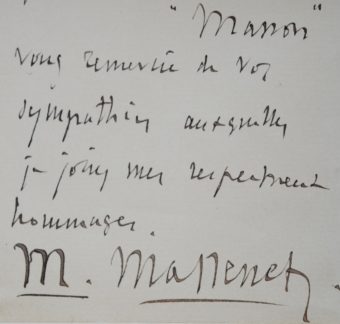 "Manon"
vous remercie de vos
sympathies auxquelles
je joins mes respectueux
hommages.
M. Massenet.